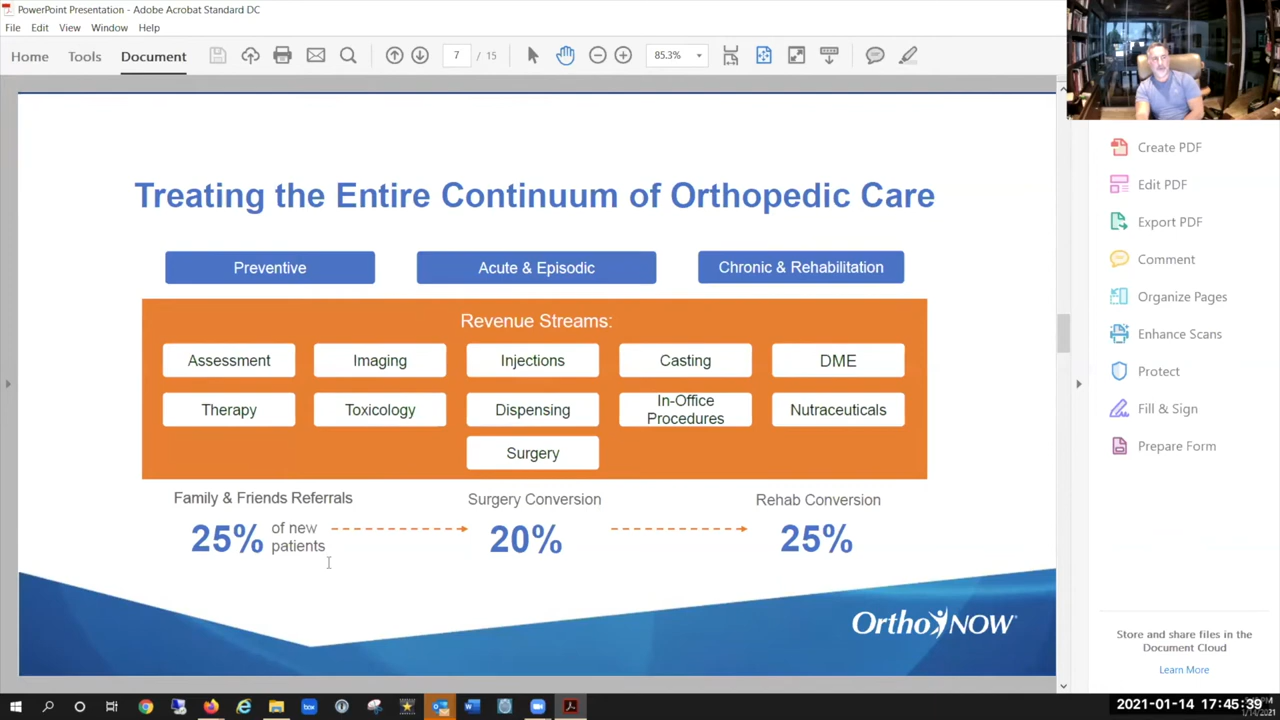 PowerPoint Presentation - Adobe Acrobat Standard DC
File Edit View Window Help
Home Tools Document 7 / 15 85.3%
Treating the Entire Continuum of Orthopedic Care
Preventive Acute & Episodic Chronic & Rehabilitation
Revenue Streams:
Assessment Imaging Injections Casting DME
Therapy Toxicology Dispensing In-Office Procedures Nutraceuticals
Surgery
Family & Friends Referrals Surgery Conversion Rehab Conversion
25% of new patients 20% 25%
OrthoNOW
Create PDF
Edit PDF
Export PDF
Comment
Organize Pages
Enhance Scans
Protect
Fill & Sign
Prepare Form
Store and share files in the
Document Cloud
Learn More
2021-01-14 17:45:39